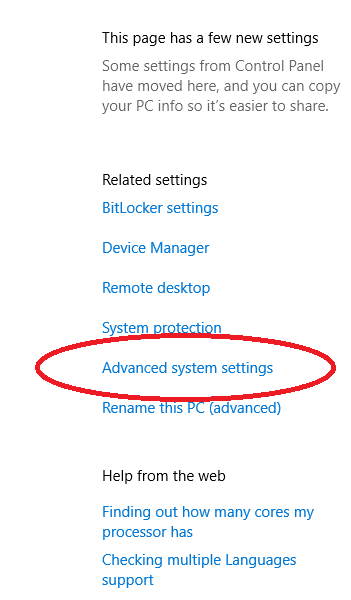 This page has a few new settings
Some settings from Control Panel
have moved here, and you can copy
your PC info so it's easier to share.
Related settings
BitLocker settings
Device Manager
Remote desktop
System protection
Advanced system settings
Rename this PC (advanced)
Help from the web
Finding out how many cores my
processor has
Checking multiple Languages
support